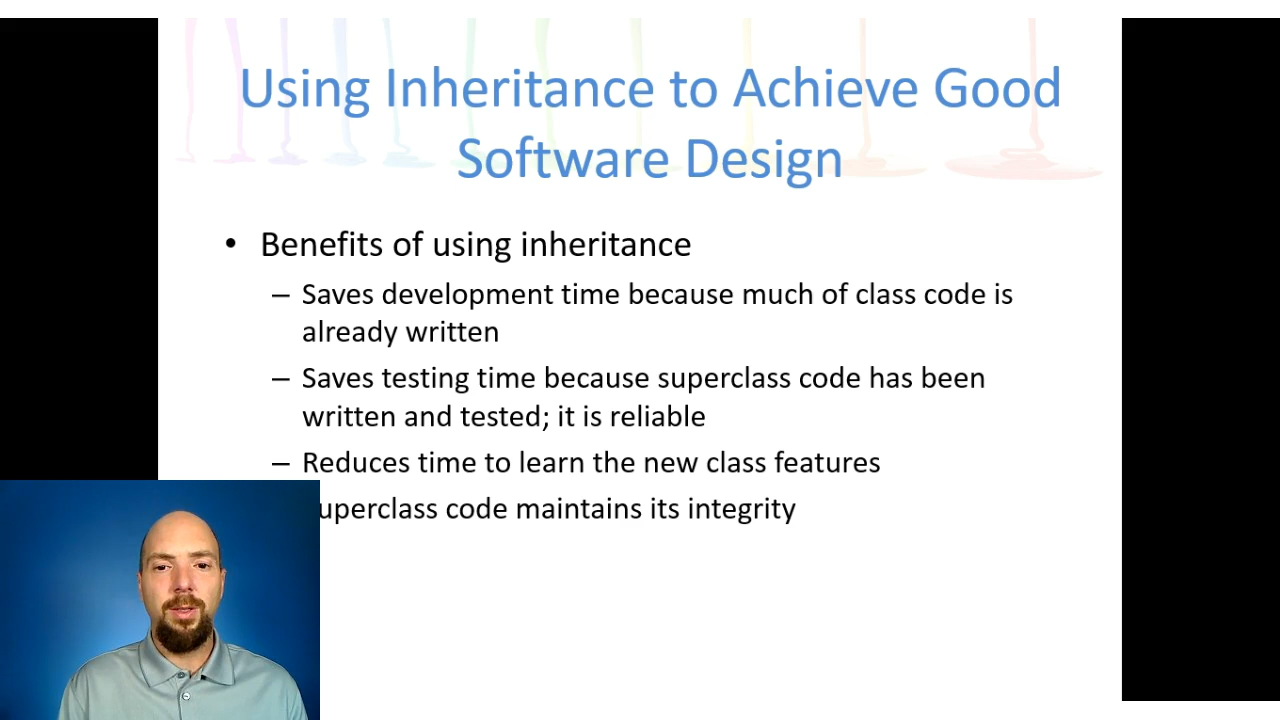 Using Inheritance to Achieve Good
Software Design
• Benefits of using inheritance
– Saves development time because much of class code is
already written
– Saves testing time because superclass code has been
written and tested; it is reliable
– Reduces time to learn the new class features
uperclass code maintains its integrity